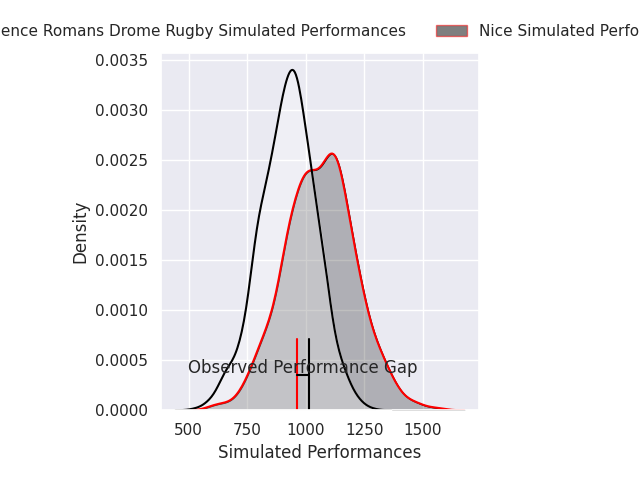 ence Romans Drome Rugby Simulated Performances
Nice Simulated Perfo
0.0035
0.0030
0.0025
0.0020
0.0015
0.0010
0.0005
0.0000
Density
Observed Performance Gap
500 750 1000 1250 1500
Simulated Performances